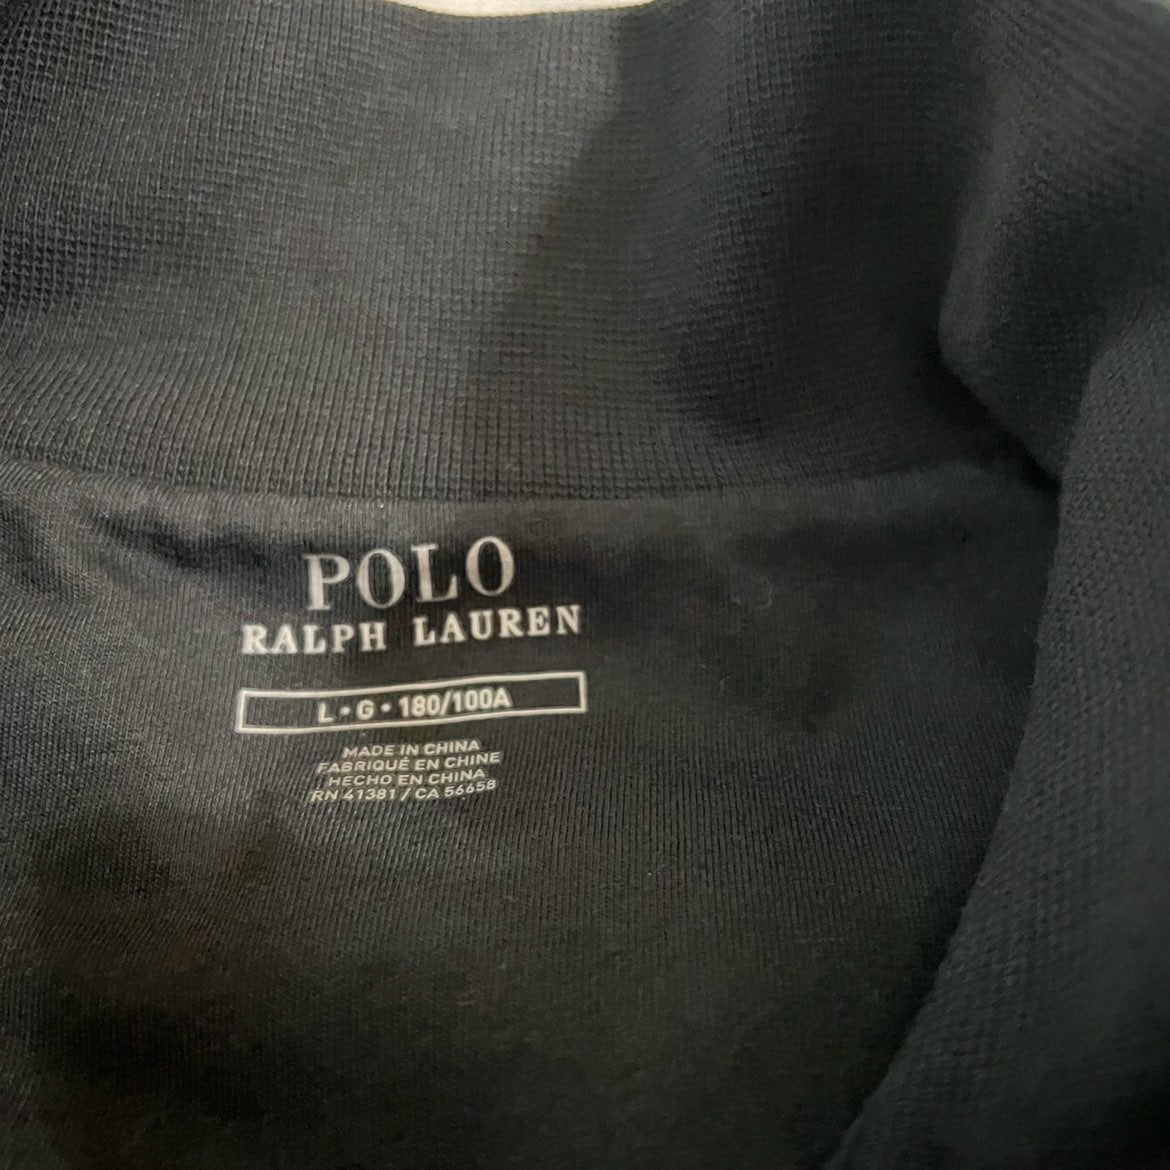 POLO
RALPH LAUREN
L • G • 180/100A
MADE IN CHINA
FABRIQUÉ EN CHINE
HECHO EN CHINA
RN 41381 / CA 56658